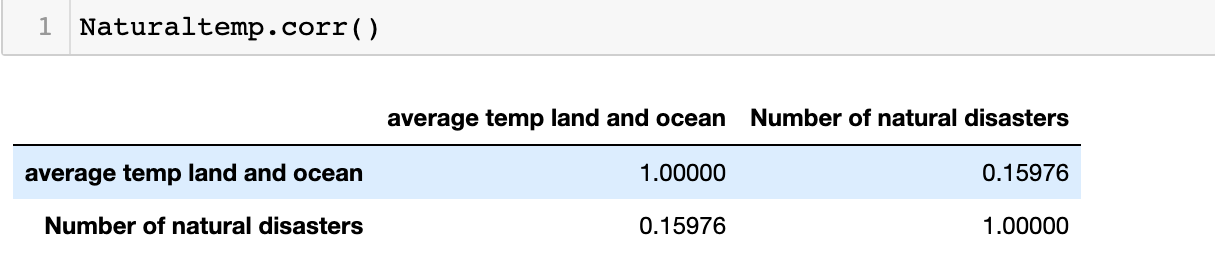 1 Naturaltemp.corr()
average temp land and ocean Number of natural disasters
average temp land and ocean 1.00000 0.15976
Number of natural disasters 0.15976 1.00000